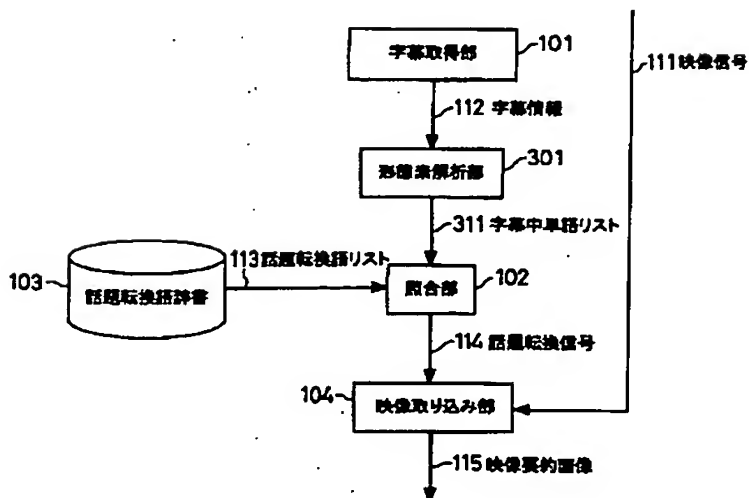 字幕取得部
101
111 映像信号
112 字幕情報
形態素解析部
301
311 字幕中単語リスト
113 話題転換語リスト
103
話題転換語辞書
照合部
102
114 話題転換信号
104
映像取り込み部
115 映像要約画像